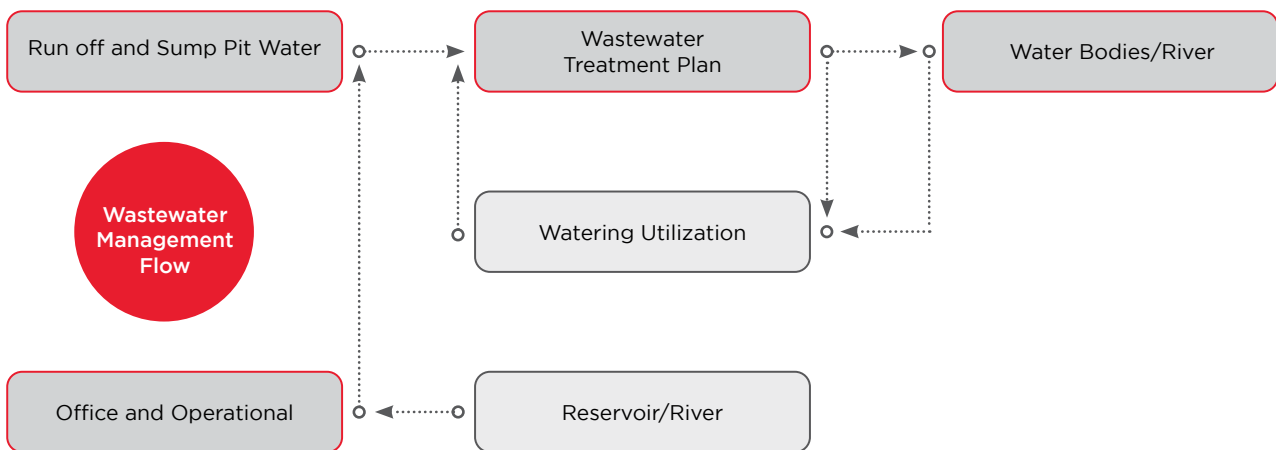 Run off and Sump Pit Water
Wastewater
Treatment Plan
Water Bodies/River
Wastewater
Management
Flow
Watering Utilization
Office and Operational
Reservoir/River